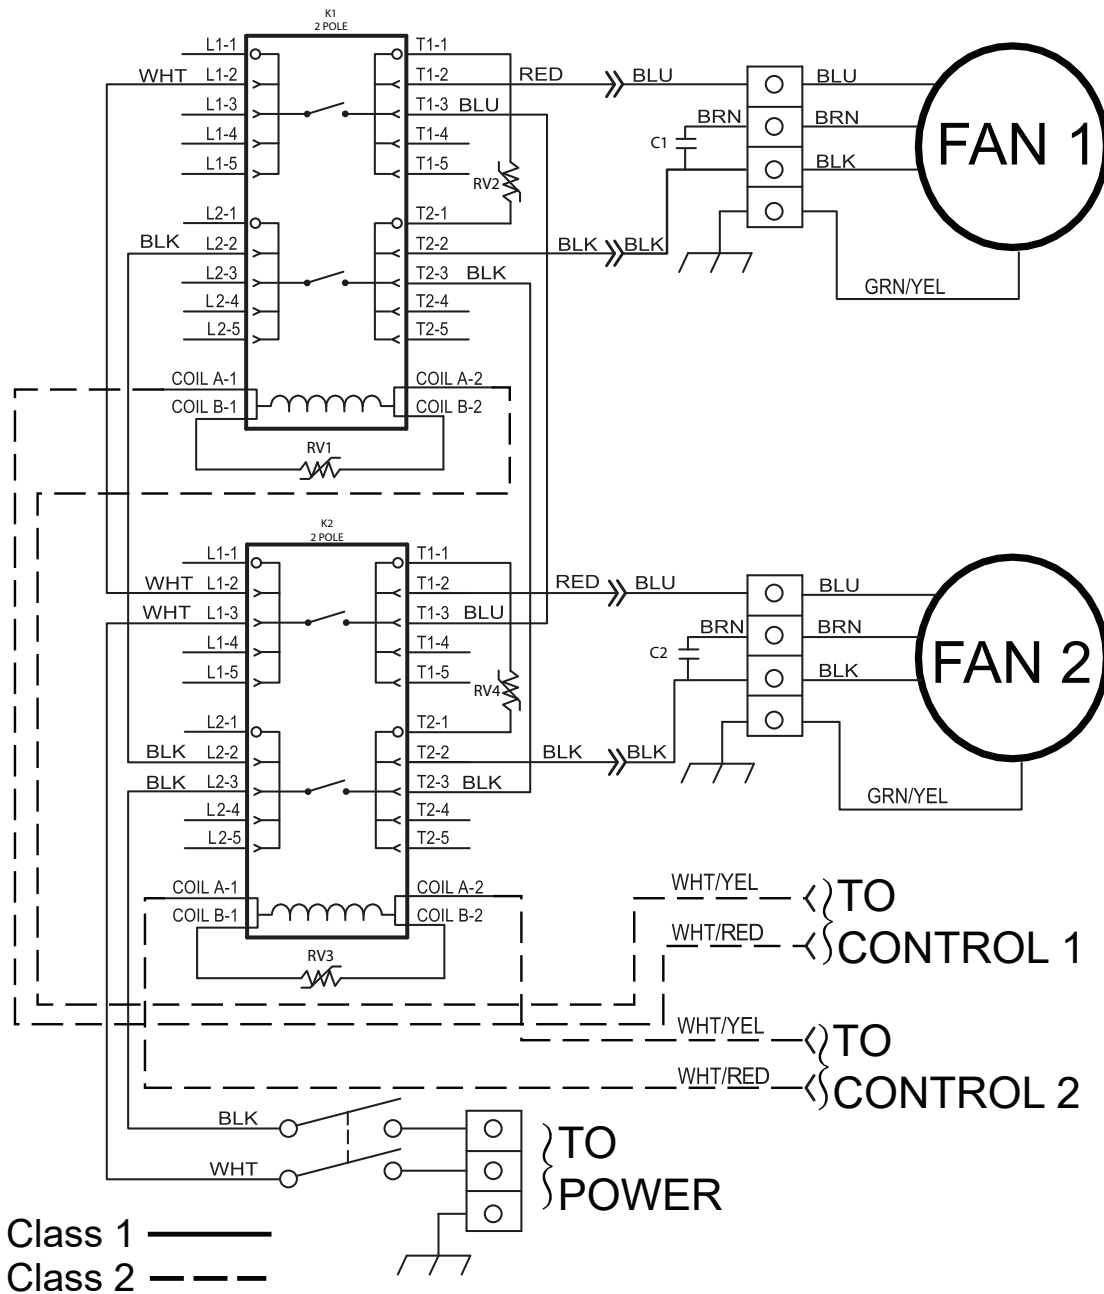 K1
2 POLE
L1-1
T1-1
WHT
L1-2
T1-2
RED
BLU
BLU
L1-3
T1-3
BLU
BRN
BRN
L1-4
T1-4
C1
FAN 1
L1-5
T1-5
BLK
RV2
L2-1
T2-1
BLK
L2-2
T2-2
BLK
BLK
L2-3
T2-3
BLK
GRN/YEL
L2-4
T2-4
L2-5
T2-5
COIL A-1
COIL A-2
COIL B-1
COIL B-2
RV1
K2
2 POLE
L1-1
T1-1
WHT
L1-2
T1-2
RED
BLU
BLU
WHT
L1-3
T1-3
BLU
BRN
BRN
L1-4
T1-4
C2
FAN 2
L1-5
T1-5
BLK
RV4
L2-1
T2-1
BLK
L2-2
T2-2
BLK
BLK
BLK
L2-3
T2-3
BLK
GRN/YEL
L2-4
T2-4
L2-5
T2-5
COIL A-1
COIL A-2
COIL B-1
COIL B-2
RV3
WHT/YEL
TO
WHT/RED
CONTROL 1
WHT/YEL
TO
WHT/RED
CONTROL 2
BLK
TO
WHT
POWER
Class 1
Class 2